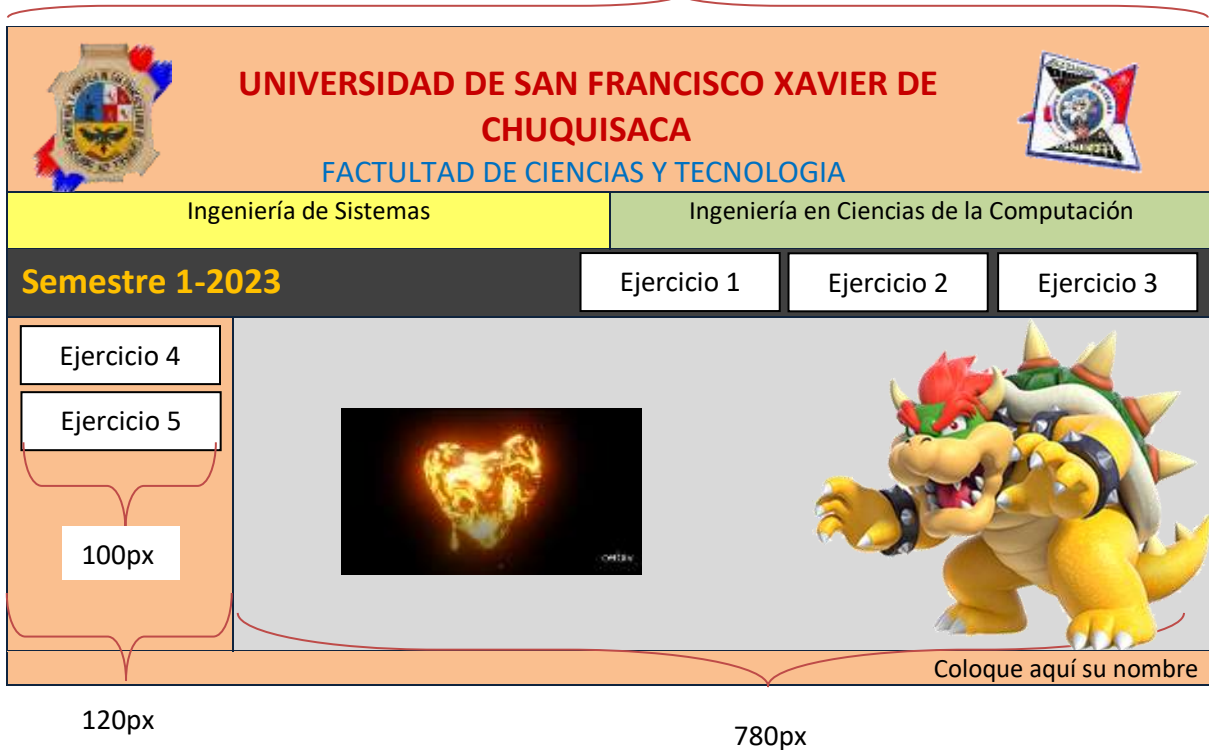 UNIVERSIDAD DE SAN FRANCISCO XAVIER DE
CHUQUISACA
FACTULTAD DE CIENCIAS Y TECNOLOGIA
Ingeniería de Sistemas
Ingeniería en Ciencias de la Computación
Semestre 1-2023
Ejercicio 1
Ejercicio 2
Ejercicio 3
Ejercicio 4
Ejercicio 5
100px
Coloque aquí su nombre
120px
780px